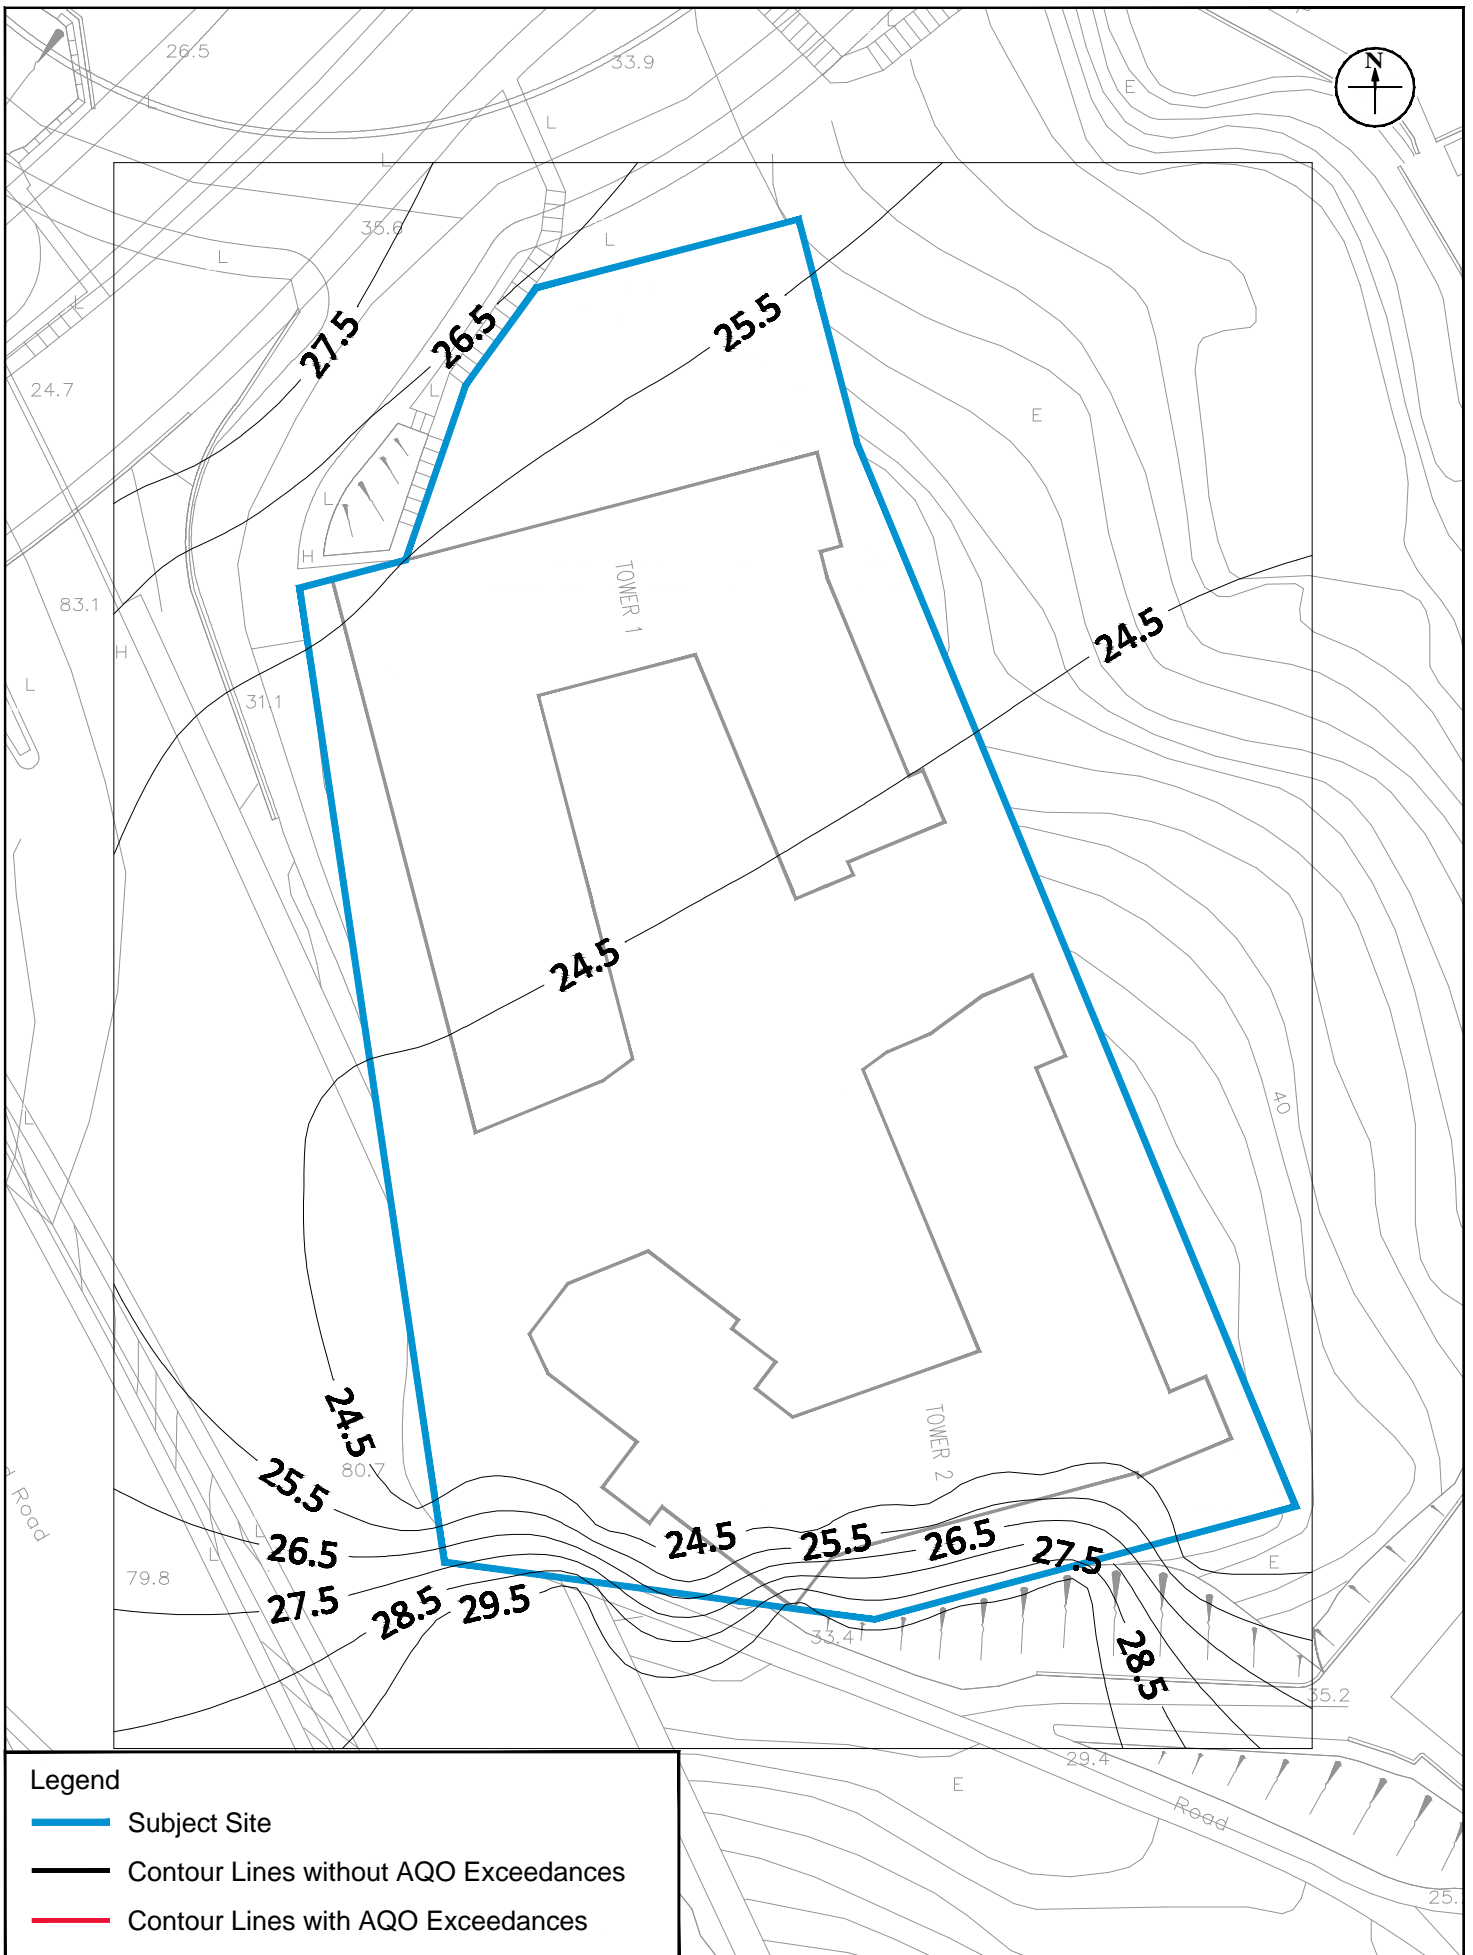 26.5
33.9
N
E
L
L
L
35.6
L
L
L
27.5
26.5
25.5
24.7
L
E
L
H
TOWER 1
83.1
24.5
H
L
31.1
24.5
40
L
24.5
TOWER 2
80.7
25.5
d Road
L
24.5
25.5
26.5
27.5
26.5
L
E
79.8
27.5
28.5
29.5
33.4
28.5
35.2
29.4
E
Road
25.
Legend
Subject Site
Contour Lines without AQO Exceedances
Contour Lines with AQO Exceedances